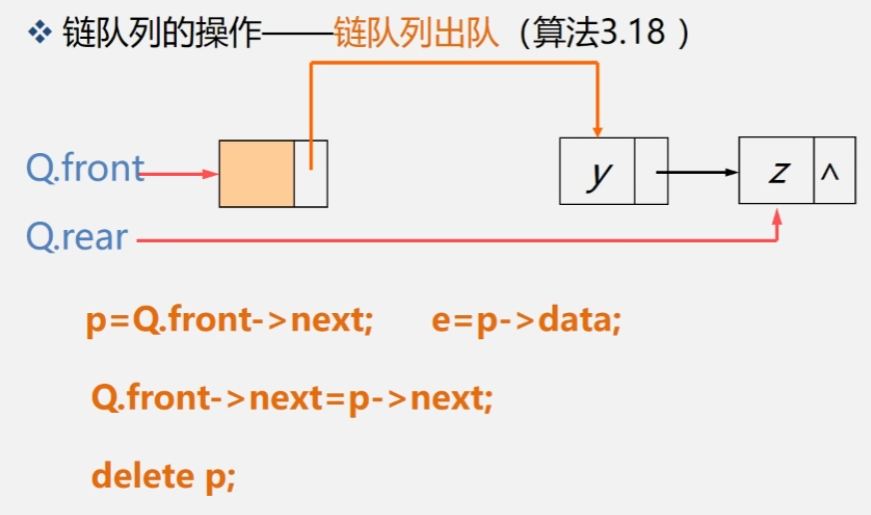 ❖ 链队列的操作——链队列出队（算法3.18 ）
Q.front y z ∧
Q.rear
p=Q.front->next; e=p->data;
Q.front->next=p->next;
delete p;